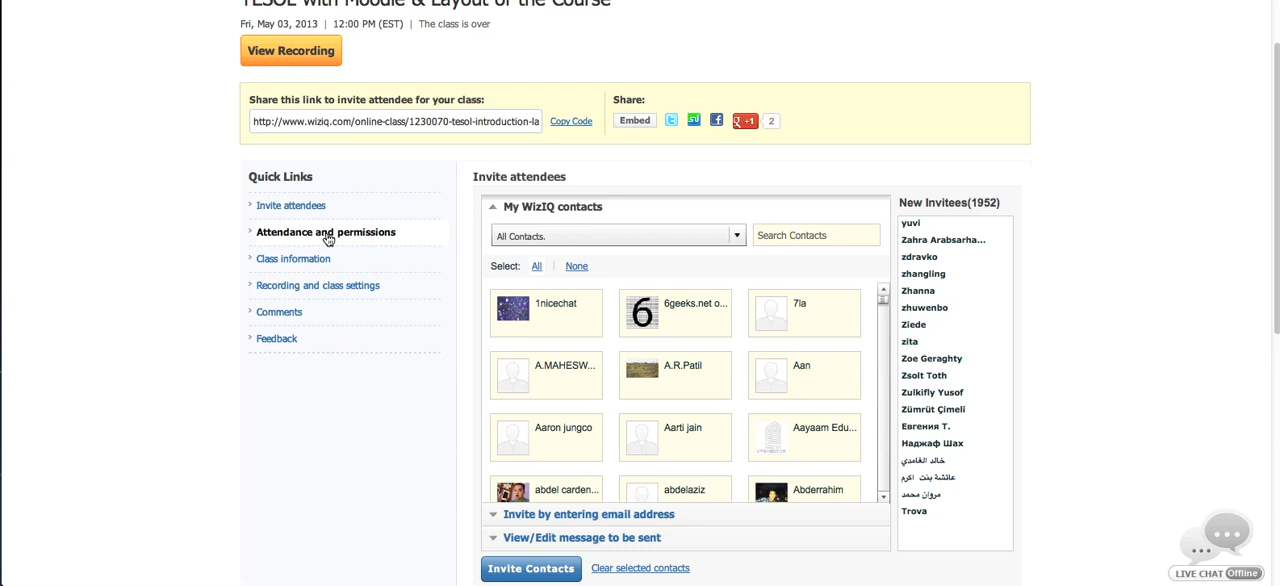 TESOL with Moodle & Layout of the Course
Fri, May 03, 2013 | 12:00 PM (EST) | The class is over
View Recording
Share this link to invite attendee for your class:
http://www.wiziq.com/online-class/1230070-tesol-introduction-la
Copy Code
Share:
Embed
+1
2
Quick Links
Invite attendees
Attendance and permissions
Class information
Recording and class settings
Comments
Feedback
Invite attendees
My WizIQ contacts
All Contacts.
Search Contacts
Select: All | None
1nicechat
6geeks.net o...
7la
A.MAHESW...
A.R.Patil
Aan
Aaron jungco
Aarti jain
Aayaam Edu...
abdel carden...
abdelaziz
Abderrahim
Invite by entering email address
View/Edit message to be sent
Invite Contacts
Clear selected contacts
New Invitees(1952)
yuvi
Zahra Arabsarha...
zdravko
zhangling
Zhanna
zhuwenbo
Ziede
zita
Zoe Geraghty
Zsolt Toth
Zulkifly Yusof
Zümrüt Çimeli
Евгения Т.
Наджаф Шах
خالد الغامدي
عائشة بنت اكرم
مروان محمد
Trova
LIVE CHAT Offline